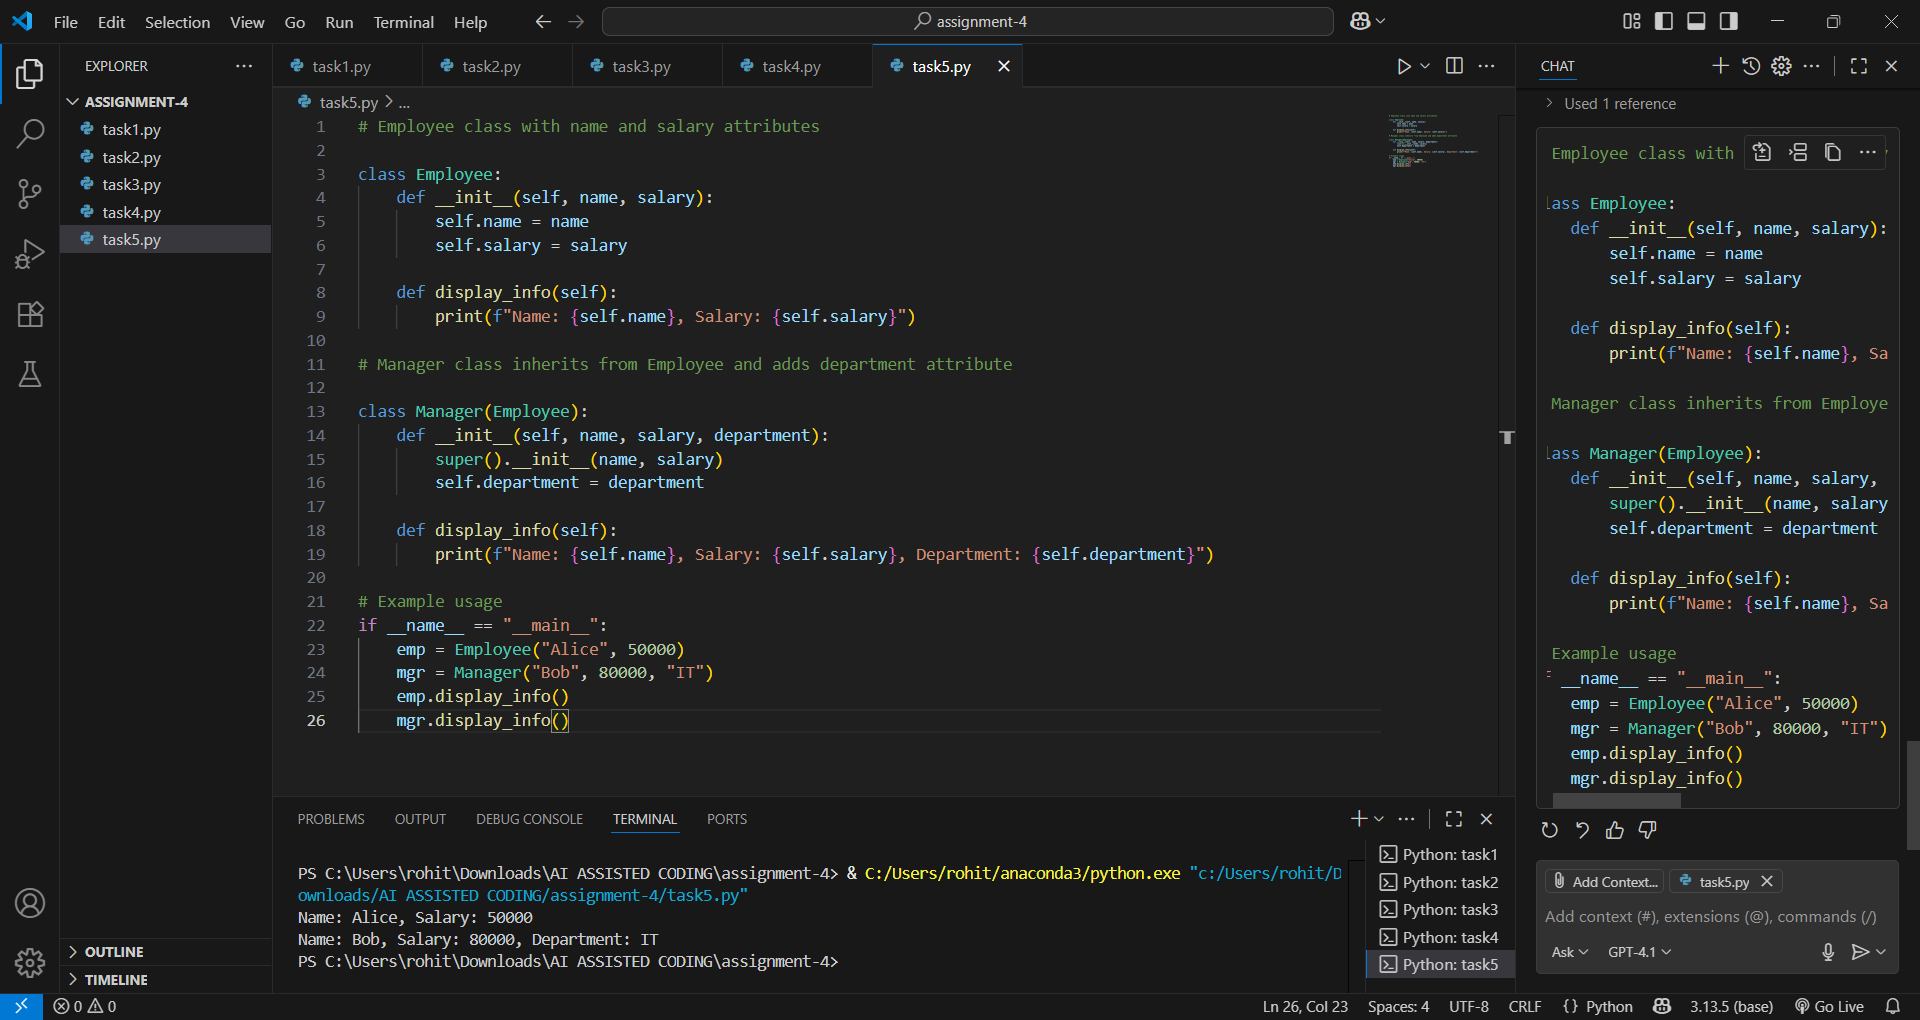 File Edit Selection View Go Run Terminal Help
assignment-4
EXPLORER
ASSIGNMENT-4
task1.py
task2.py
task3.py
task4.py
task5.py
OUTLINE
TIMELINE
task1.py task2.py task3.py task4.py task5.py
task5.py > ...
1 # Employee class with name and salary attributes
2
3 class Employee:
4     def __init__(self, name, salary):
5         self.name = name
6         self.salary = salary
7
8     def display_info(self):
9         print(f"Name: {self.name}, Salary: {self.salary}")
10
11 # Manager class inherits from Employee and adds department attribute
12
13 class Manager(Employee):
14     def __init__(self, name, salary, department):
15         super().__init__(name, salary)
16         self.department = department
17
18     def display_info(self):
19         print(f"Name: {self.name}, Salary: {self.salary}, Department: {self.department}")
20
21 # Example usage
22 if __name__ == "__main__":
23     emp = Employee("Alice", 50000)
24     mgr = Manager("Bob", 80000, "IT")
25     emp.display_info()
26     mgr.display_info()
PROBLEMS OUTPUT DEBUG CONSOLE TERMINAL PORTS
PS C:\Users\rohit\Downloads\AI ASSISTED CODING\assignment-4> & C:/Users/rohit/anaconda3/python.exe "c:/Users/rohit/D
ownloads/AI ASSISTED CODING/assignment-4/task5.py"
Name: Alice, Salary: 50000
Name: Bob, Salary: 80000, Department: IT
PS C:\Users\rohit\Downloads\AI ASSISTED CODING\assignment-4>
Python: task1
Python: task2
Python: task3
Python: task4
Python: task5
CHAT
Used 1 reference
Employee class with
lass Employee:
def __init__(self, name, salary):
self.name = name
self.salary = salary
def display_info(self):
print(f"Name: {self.name}, Sa
Manager class inherits from Employe
lass Manager(Employee):
def __init__(self, name, salary,
super().__init__(name, salary
self.department = department
def display_info(self):
print(f"Name: {self.name}, Sa
Example usage
__name__ == "__main__":
emp = Employee("Alice", 50000)
mgr = Manager("Bob", 80000, "IT")
emp.display_info()
mgr.display_info()
Add Context... task5.py
Add context (#), extensions (@), commands (/)
Ask GPT-4.1
0 0
Ln 26, Col 23 Spaces: 4 UTF-8 CRLF {} Python 3.13.5 (base) Go Live